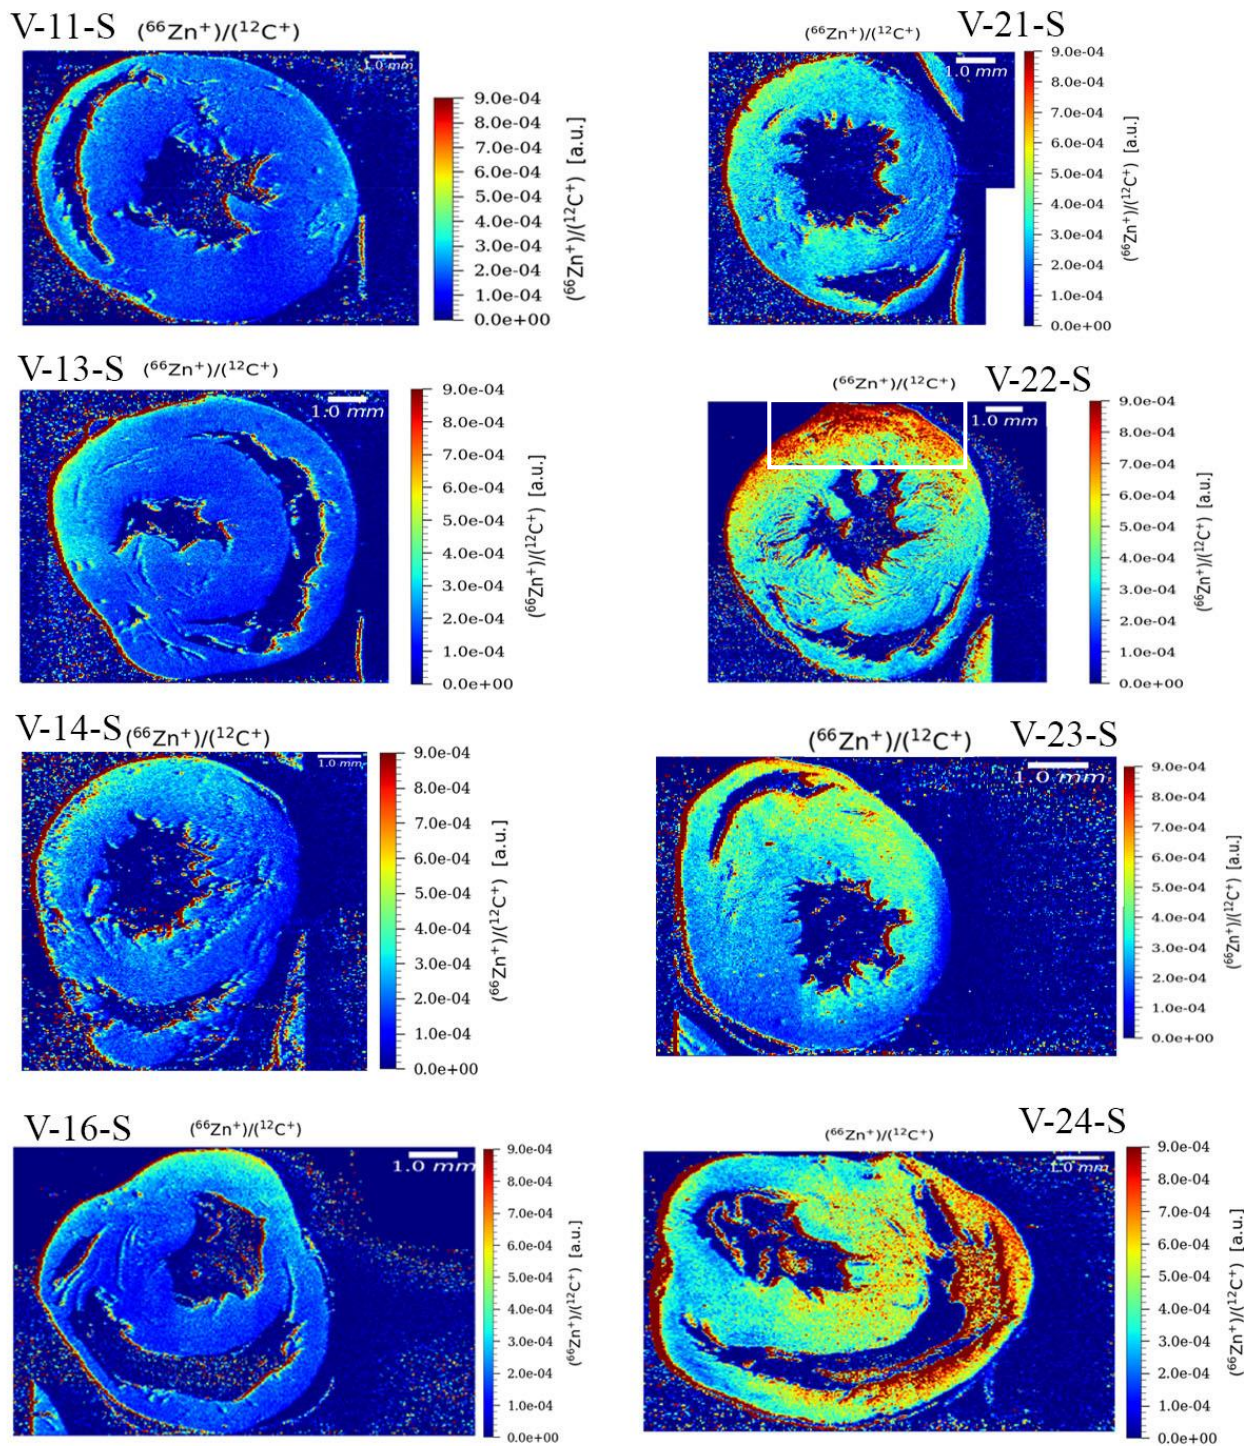 V-11-S (⁶⁶Zn⁺)/(¹²C⁺)
1.0 mm
9.0e-04
8.0e-04
7.0e-04
6.0e-04
5.0e-04
4.0e-04
3.0e-04
2.0e-04
1.0e-04
0.0e+00
(⁶⁶Zn⁺)/(¹²C⁺) [a.u.]
(⁶⁶Zn⁺)/(¹²C⁺) V-21-S
1.0 mm
9.0e-04
8.0e-04
7.0e-04
6.0e-04
5.0e-04
4.0e-04
3.0e-04
2.0e-04
1.0e-04
0.0e+00
(⁶⁶Zn⁺)/(¹²C⁺) [a.u.]
V-13-S (⁶⁶Zn⁺)/(¹²C⁺)
1.0 mm
9.0e-04
8.0e-04
7.0e-04
6.0e-04
5.0e-04
4.0e-04
3.0e-04
2.0e-04
1.0e-04
0.0e+00
(⁶⁶Zn⁺)/(¹²C⁺) [a.u.]
(⁶⁶Zn⁺)/(¹²C⁺) V-22-S
1.0 mm
9.0e-04
8.0e-04
7.0e-04
6.0e-04
5.0e-04
4.0e-04
3.0e-04
2.0e-04
1.0e-04
0.0e+00
(⁶⁶Zn⁺)/(¹²C⁺) [a.u.]
V-14-S (⁶⁶Zn⁺)/(¹²C⁺)
1.0 mm
9.0e-04
8.0e-04
7.0e-04
6.0e-04
5.0e-04
4.0e-04
3.0e-04
2.0e-04
1.0e-04
0.0e+00
(⁶⁶Zn⁺)/(¹²C⁺) [a.u.]
(⁶⁶Zn⁺)/(¹²C⁺) V-23-S
1.0 mm
9.0e-04
8.0e-04
7.0e-04
6.0e-04
5.0e-04
4.0e-04
3.0e-04
2.0e-04
1.0e-04
0.0e+00
(⁶⁶Zn⁺)/(¹²C⁺) [a.u.]
V-16-S (⁶⁶Zn⁺)/(¹²C⁺)
1.0 mm
9.0e-04
8.0e-04
7.0e-04
6.0e-04
5.0e-04
4.0e-04
3.0e-04
2.0e-04
1.0e-04
0.0e+00
(⁶⁶Zn⁺)/(¹²C⁺) [a.u.]
(⁶⁶Zn⁺)/(¹²C⁺) V-24-S
1.0 mm
9.0e-04
8.0e-04
7.0e-04
6.0e-04
5.0e-04
4.0e-04
3.0e-04
2.0e-04
1.0e-04
0.0e+00
(⁶⁶Zn⁺)/(¹²C⁺) [a.u.]